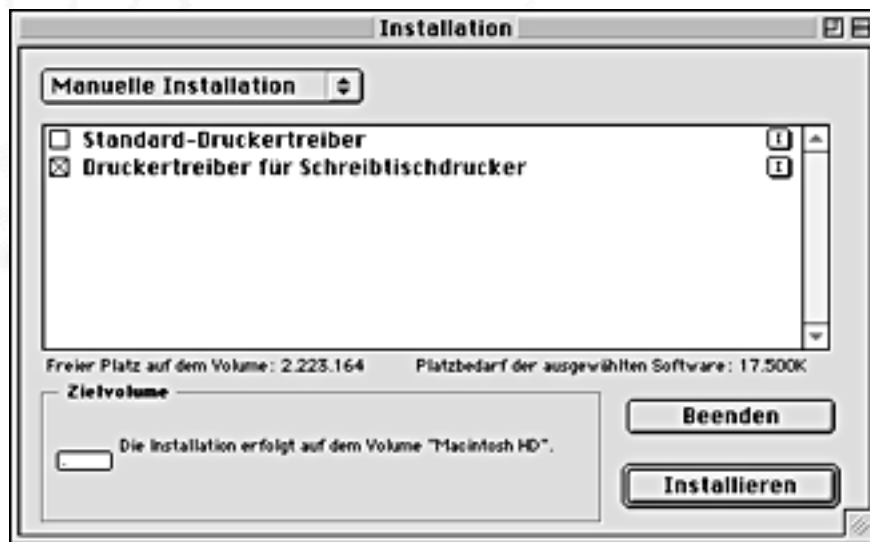 Installation
Manuelle Installation
Standard-Druckertreiber
Druckertreiber für Schreibtischdrucker
Freier Platz auf dem Volume: 2.223.164 Platzbedarf der ausgewählten Software: 17.500K
Zielvolume
Die Installation erfolgt auf dem Volume "Macintosh HD".
Beenden
Installieren